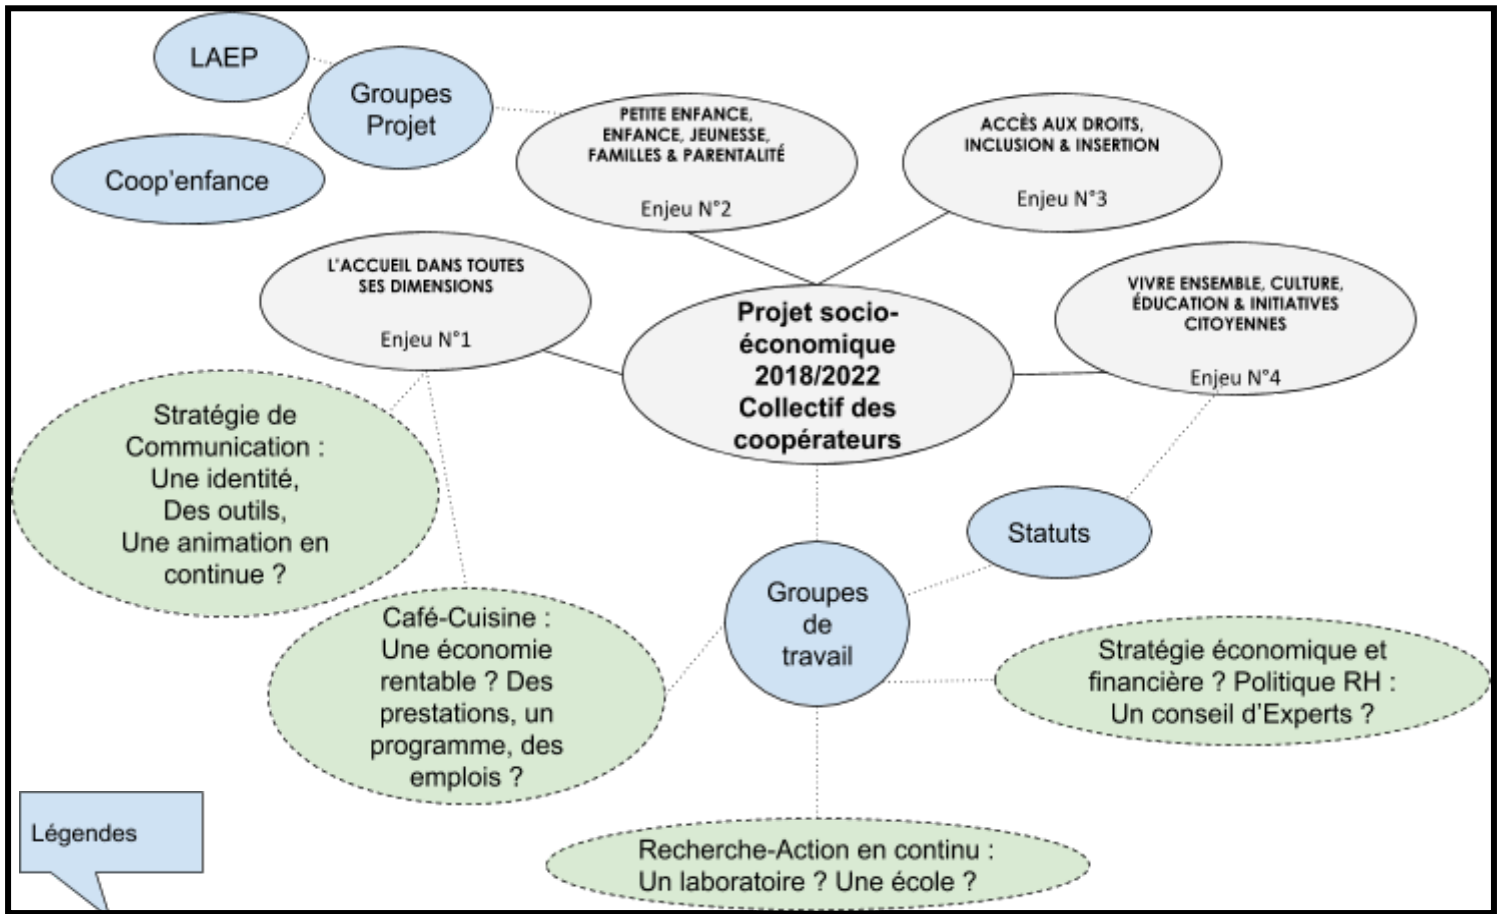 LAEP
Groupes
Projet
Coop'enfance
PETITE ENFANCE,
ENFANCE, JEUNESSE,
FAMILLES & PARENTALITÉ
Enjeu N°2
ACCÈS AUX DROITS,
INCLUSION & INSERTION
Enjeu N°3
L'ACCUEIL DANS TOUTES
SES DIMENSIONS
Enjeu N°1
Projet socio-
économique
2018/2022
Collectif des
coopérateurs
VIVRE ENSEMBLE, CULTURE,
ÉDUCATION & INITIATIVES
CITOYENNES
Enjeu N°4
Stratégie de
Communication :
Une identité,
Des outils,
Une animation en
continue ?
Statuts
Groupes
de
travail
Café-Cuisine :
Une économie
rentable ? Des
prestations, un
programme, des
emplois ?
Stratégie économique et
financière ? Politique RH :
Un conseil d'Experts ?
Légendes
Recherche-Action en continu :
Un laboratoire ? Une école ?